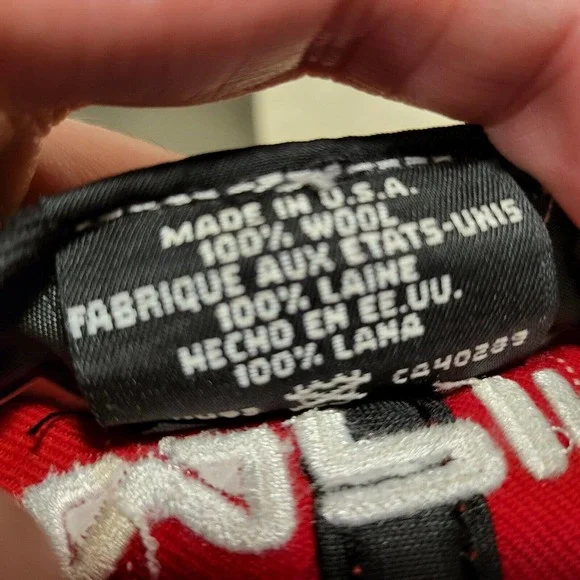 MADE IN U.S.A.
100% WOOL
FABRIQUE AUX ETATS-UNIS
100% LAINE
HECHO EN EE.UU.
100% LANA
CA40289